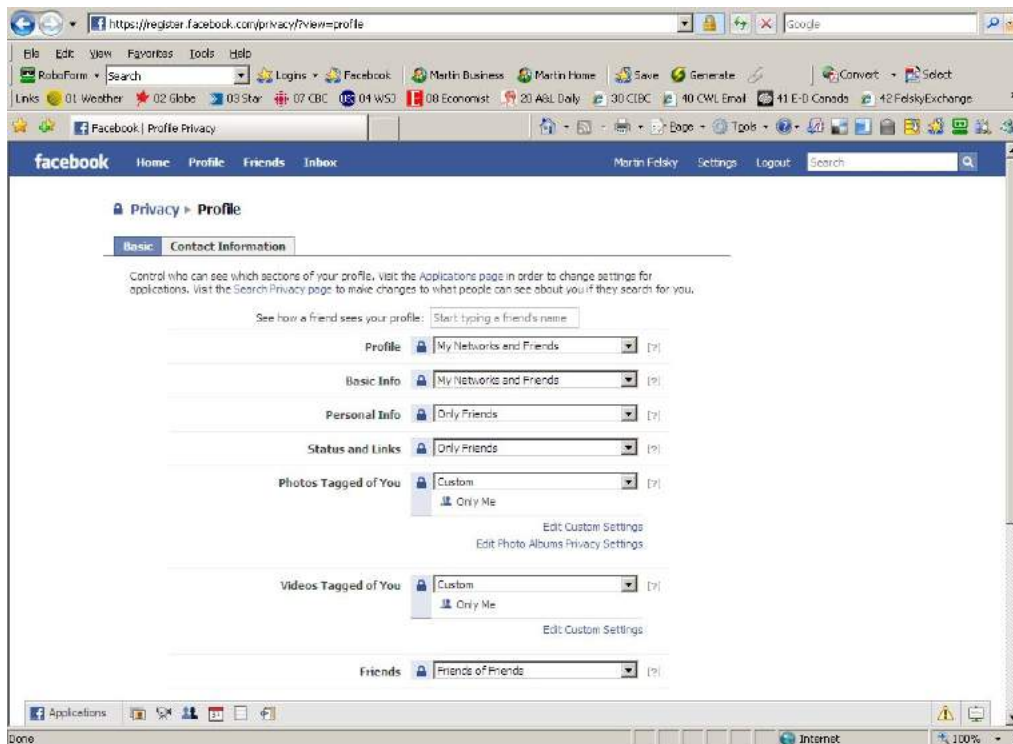 https://register.facebook.com/privacy/?view=profile
Google
File Edit View Favorites Tools Help
RoboForm Search Logins Facebook Martin Business Martin Home Save Generate Convert Select
Links 01 Weather 02 Globe 03 Star 07 CBC 04 WSJ 08 Economist 20 A&L Daily 30 CIBC 40 CWL Email 41 E-D Canada 42 FelskyExchange
Facebook | Profile Privacy Page Tools
facebook Home Profile Friends Inbox Martin Felsky Settings Logout Search
Privacy Profile
Basic Contact Information
Control who can see which sections of your profile. Visit the Applications page in order to change settings for
applications. Visit the Search Privacy page to make changes to what people can see about you if they search for you.
See how a friend sees your profile: Start typing a friend's name
Profile My Networks and Friends [?]
Basic Info My Networks and Friends [?]
Personal Info Only Friends [?]
Status and Links Only Friends [?]
Photos Tagged of You Custom [?]
Only Me
Edit Custom Settings
Edit Photo Albums Privacy Settings
Videos Tagged of You Custom [?]
Only Me
Edit Custom Settings
Friends Friends of Friends [?]
Applications 31
Done Internet 100%